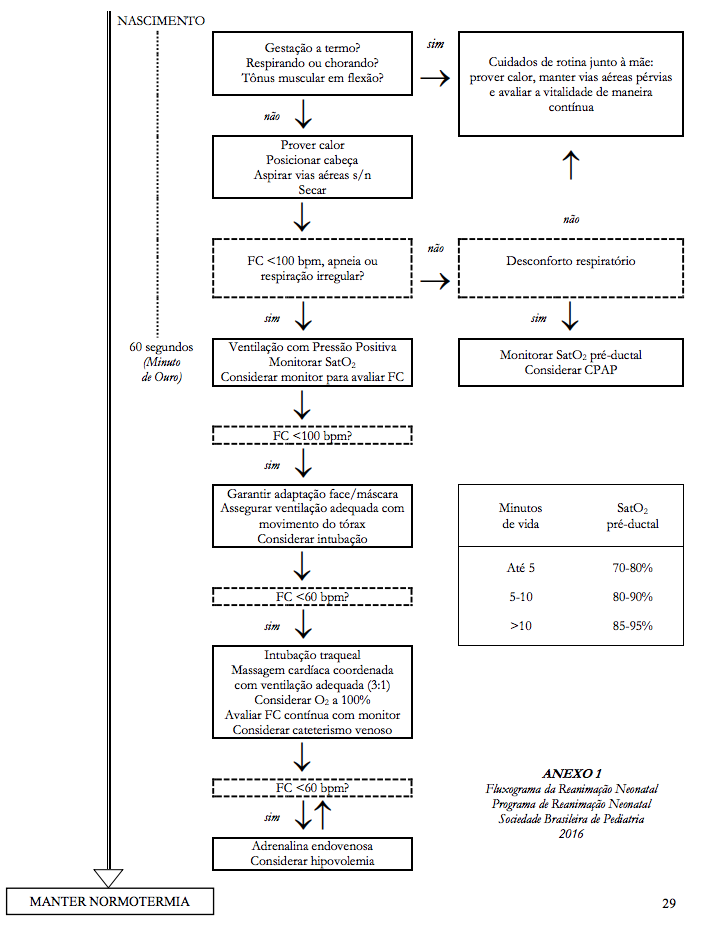 NASCIMENTO
Gestação a termo?
Respirando ou chorando?
Tônus muscular em flexão?
sim
Cuidados de rotina junto à mãe:
prover calor, manter vias aéreas pérvias
e avaliar a vitalidade de maneira
contínua
não
Prover calor
Posicionar cabeça
Aspirar vias aéreas s/n
Secar
não
FC <100 bpm, apneia ou
respiração irregular?
não
Desconforto respiratório
sim
sim
60 segundos
(Minuto
de Ouro)
Ventilação com Pressão Positiva
Monitorar SatO₂
Considerar monitor para avaliar FC
Monitorar SatO₂ pré-ductal
Considerar CPAP
FC <100 bpm?
sim
Garantir adaptação face/máscara
Assegurar ventilação adequada com
movimento do tórax
Considerar intubação
Minutos
de vida
SatO₂
pré-ductal
Até 5
70-80%
5-10
80-90%
>10
85-95%
FC <60 bpm?
sim
Intubação traqueal
Massagem cardíaca coordenada
com ventilação adequada (3:1)
Considerar O₂ a 100%
Avaliar FC contínua com monitor
Considerar cateterismo venoso
FC <60 bpm?
sim
Adrenalina endovenosa
Considerar hipovolemia
ANEXO 1
Fluxograma da Reanimação Neonatal
Programa de Reanimação Neonatal
Sociedade Brasileira de Pediatria
2016
MANTER NORMOTERMIA
29